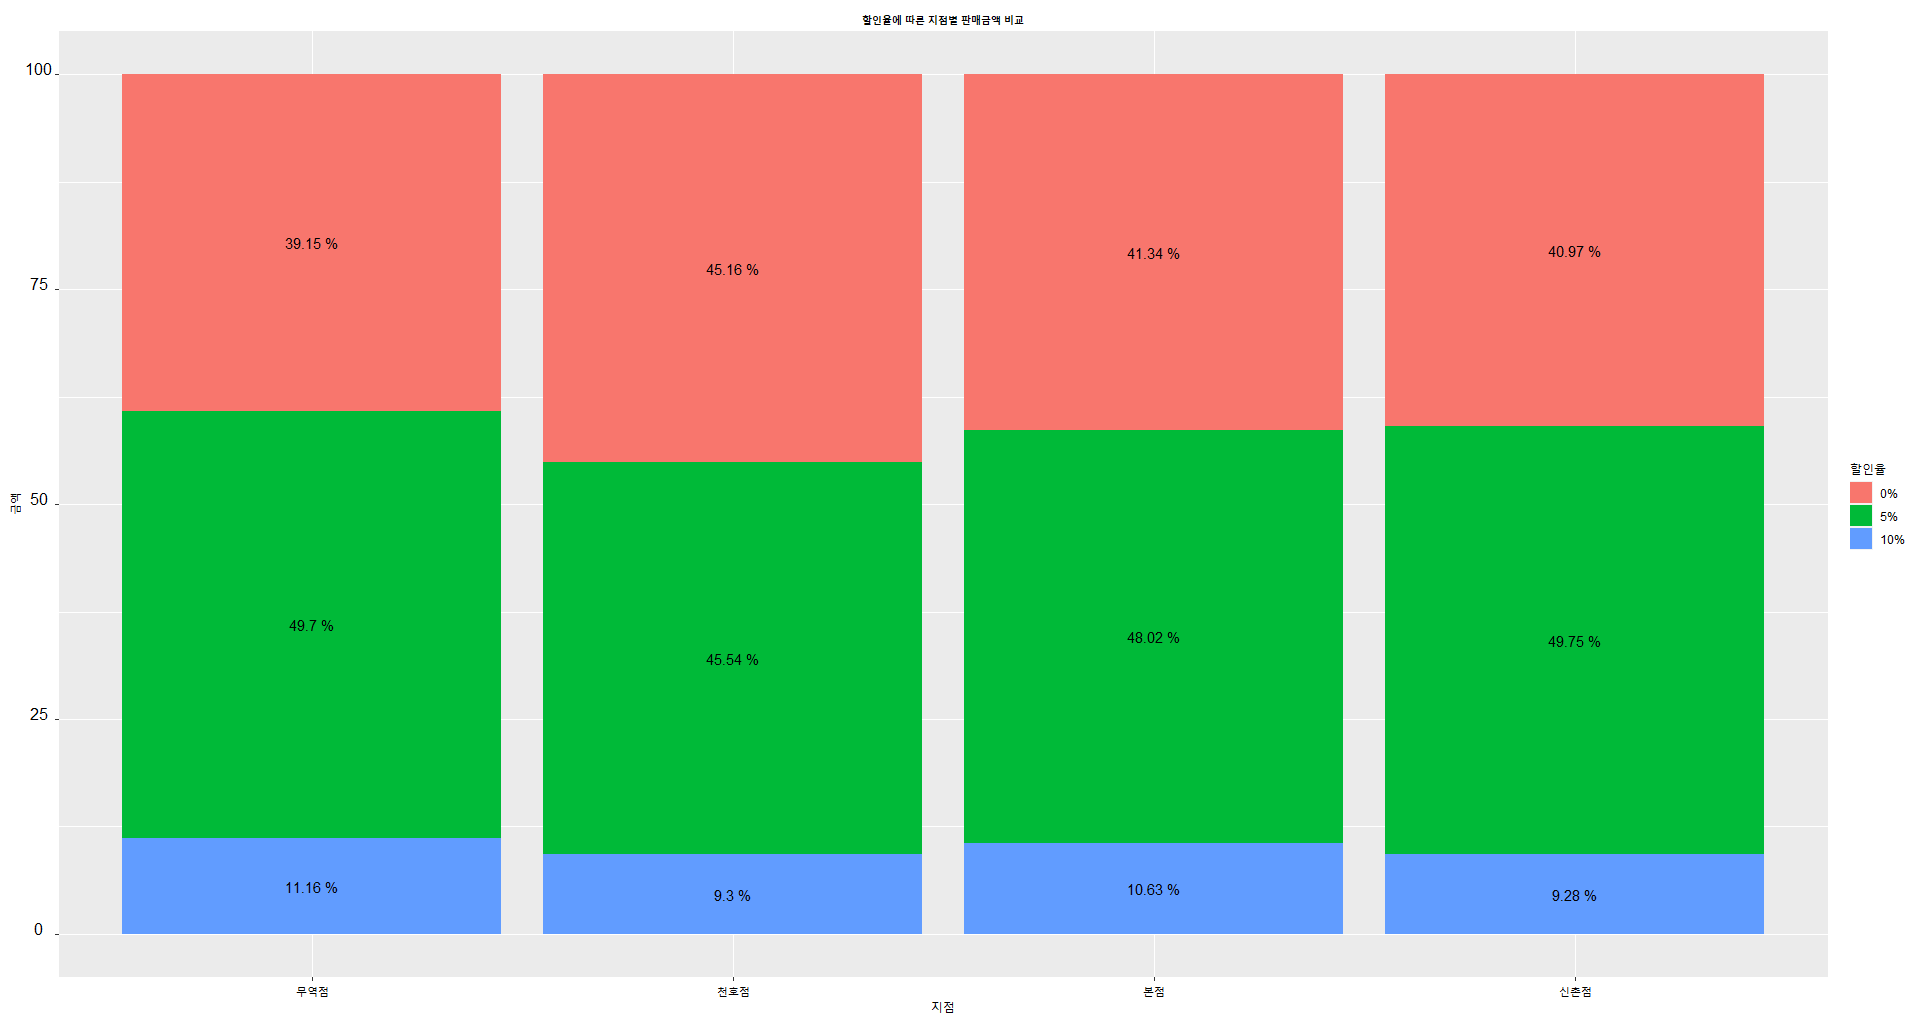 할인율에 따른 지점별 판매금액 비교
100
75
50
25
0
금액
39.15 %
45.16 %
41.34 %
40.97 %
49.7 %
45.54 %
48.02 %
49.75 %
11.16 %
9.3 %
10.63 %
9.28 %
무역점
천호점
본점
신촌점
지점
할인율
0%
5%
10%